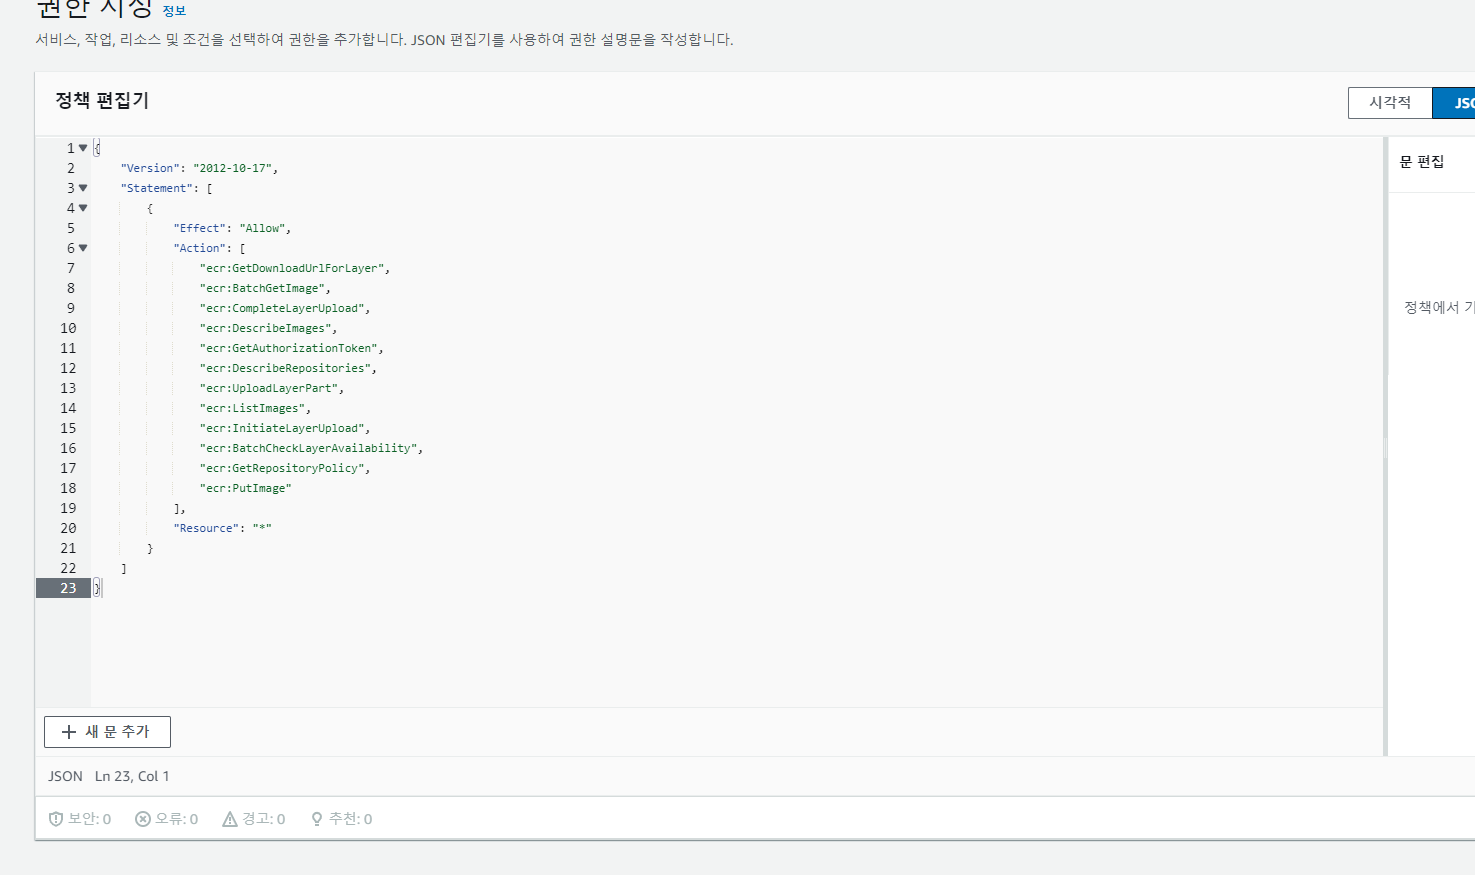 권한 지정 정보
서비스, 작업, 리소스 및 조건을 선택하여 권한을 추가합니다. JSON 편집기를 사용하여 권한 설명문을 작성합니다.
정책 편집기
시각적
문 편집
정책에서
1 {
2 "Version": "2012-10-17",
3 "Statement": [
4 {
5 "Effect": "Allow",
6 "Action": [
7 "ecr:GetDownloadUrlForLayer",
8 "ecr:BatchGetImage",
9 "ecr:CompleteLayerUpload",
10 "ecr:DescribeImages",
11 "ecr:GetAuthorizationToken",
12 "ecr:DescribeRepositories",
13 "ecr:UploadLayerPart",
14 "ecr:ListImages",
15 "ecr:InitiateLayerUpload",
16 "ecr:BatchCheckLayerAvailability",
17 "ecr:GetRepositoryPolicy",
18 "ecr:PutImage"
19 ],
20 "Resource": "*"
21 }
22 ]
23 }
+ 새 문 추가
JSON Ln 23, Col 1
보안: 0 오류: 0 경고: 0 추천: 0